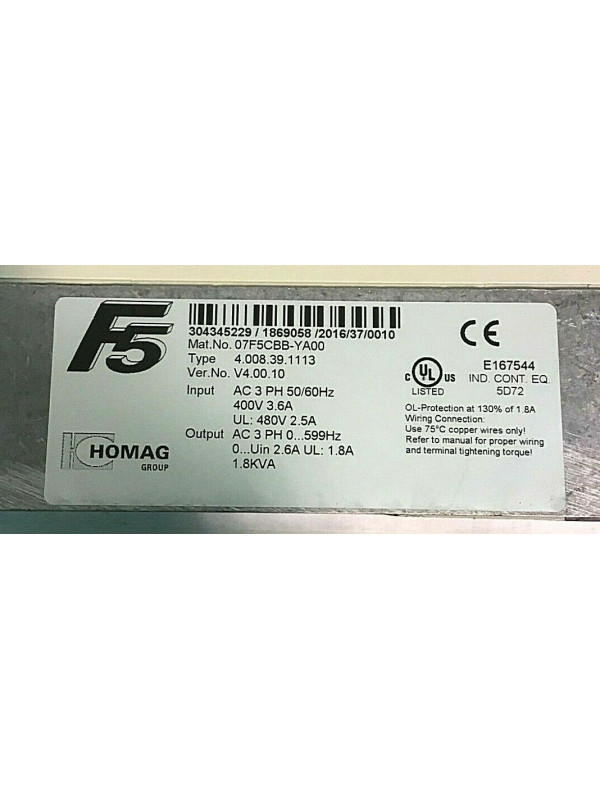 F5
304345229 / 1869058 /2016/37/0010
Mat.No. 07F5CBB-YA00
Type 4.008.39.1113
Ver.No. V4.00.10
Input AC 3 PH 50/60Hz
400V 3.6A
UL: 480V 2.5A
Output AC 3 PH 0...599Hz
0...Uin 2.6A UL: 1.8A
1.8KVA
HOMAG
GROUP
CE
C UL US
LISTED
E167544
IND. CONT. EQ.
5D72
OL-Protection at 130% of 1.8A
Wiring Connection:
Use 75°C copper wires only!
Refer to manual for proper wiring
and terminal tightening torque!